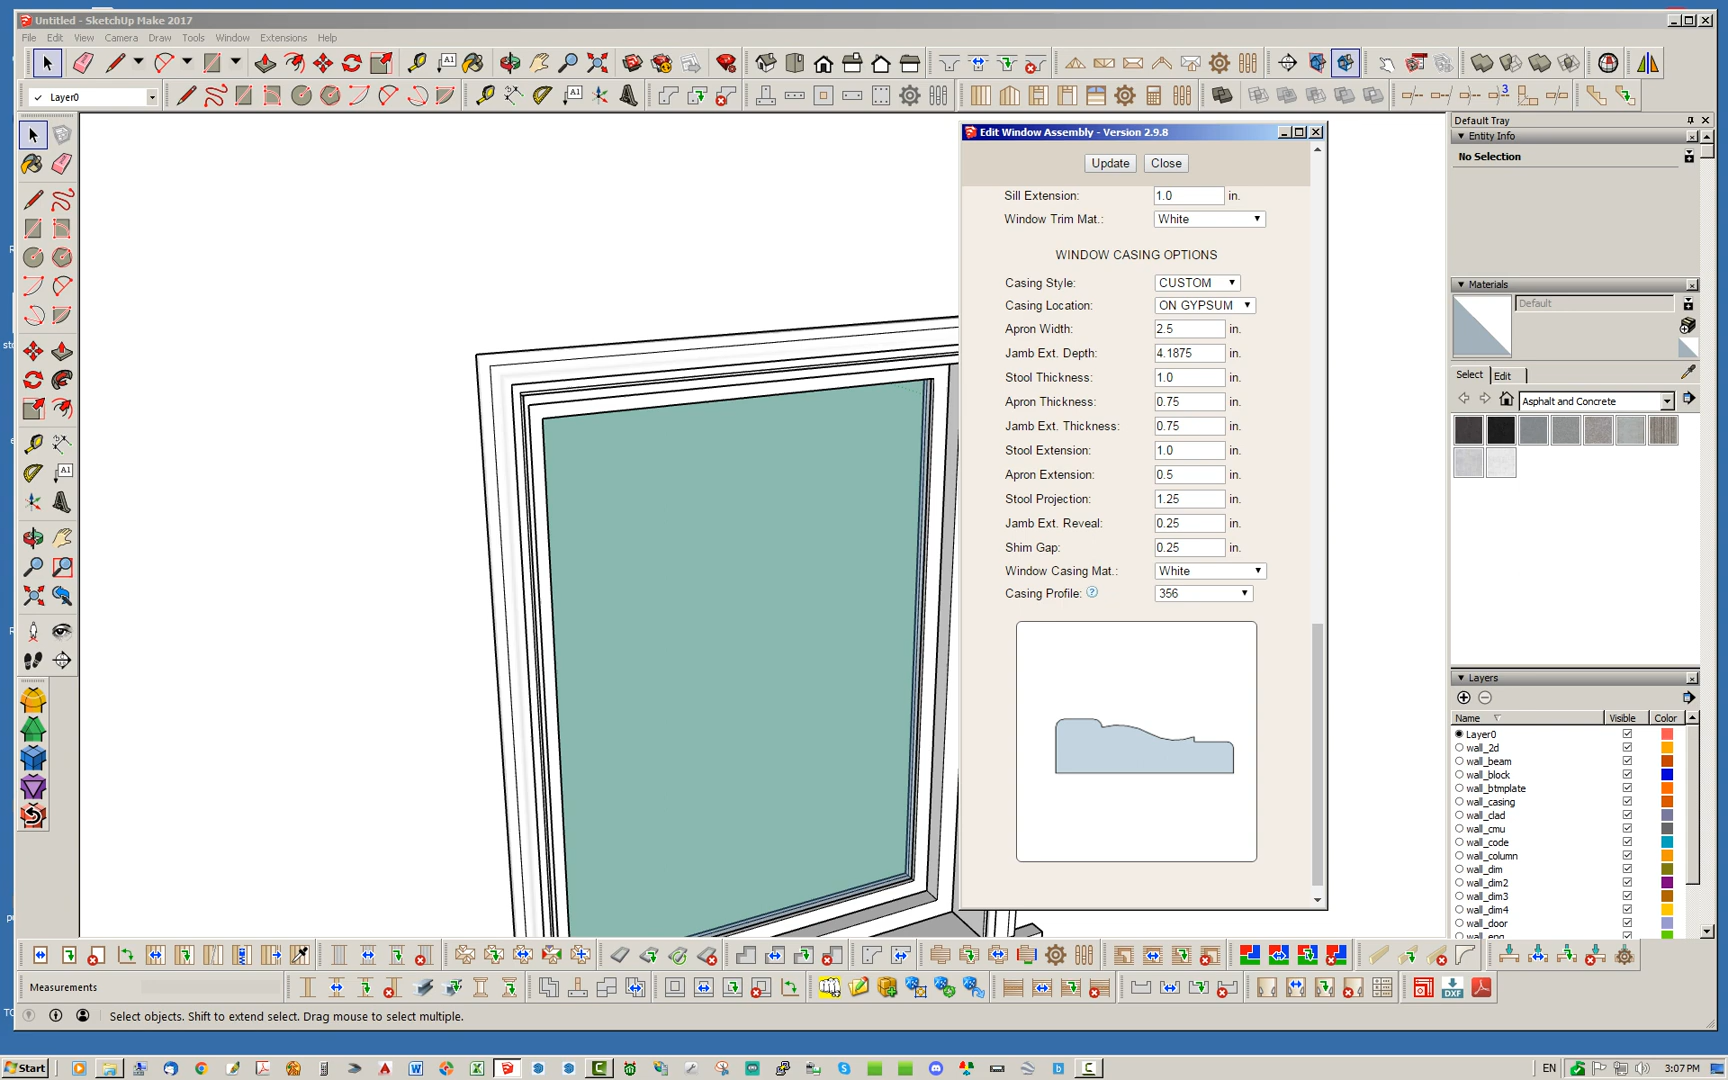 Untitled - SketchUp Make 2017
File Edit View Camera Draw Tools Window Extensions Help
Layer0
Edit Window Assembly - Version 2.9.8
Update Close
Sill Extension: 1.0 in.
Window Trim Mat.: White
WINDOW CASING OPTIONS
Casing Style: CUSTOM
Casing Location: ON GYPSUM
Apron Width: 2.5 in.
Jamb Ext. Depth: 4.1875 in.
Stool Thickness: 1.0 in.
Apron Thickness: 0.75 in.
Jamb Ext. Thickness: 0.75 in.
Stool Extension: 1.0 in.
Apron Extension: 0.5 in.
Stool Projection: 1.25 in.
Jamb Ext. Reveal: 0.25 in.
Shim Gap: 0.25 in.
Window Casing Mat.: White
Casing Profile: ? 356
Default Tray
Entity Info
No Selection
Materials
Default
Select Edit
Asphalt and Concrete
Layers
Name Visible Color
Layer0
wall_2d
wall_beam
wall_block
wall_btmplate
wall_casing
wall_clad
wall_cmu
wall_code
wall_column
wall_dim
wall_dim2
wall_dim3
wall_dim4
wall_door
Measurements
Select objects. Shift to extend select. Drag mouse to select multiple.
Start
EN
3:07 PM